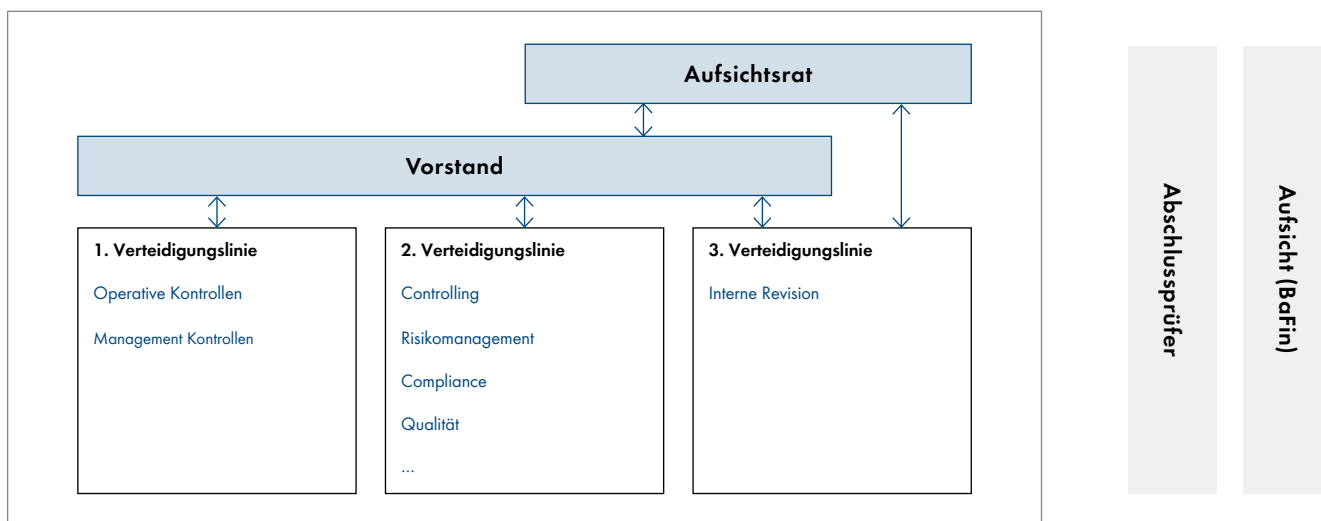 Aufsichtsrat
Vorstand
1. Verteidigungslinie
Operative Kontrollen
Management Kontrollen
2. Verteidigungslinie
Controlling
Risikomanagement
Compliance
Qualität
...
3. Verteidigungslinie
Interne Revision
Abschlussprüfer
Aufsicht (BaFin)